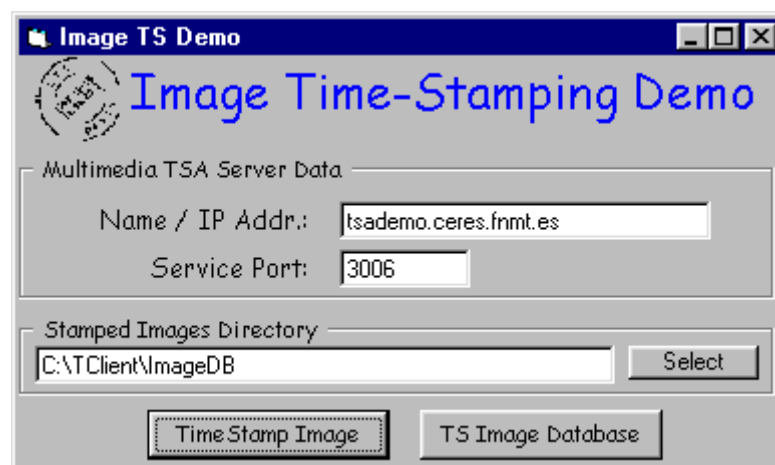 Image TS Demo
Image Time-Stamping Demo
Multimedia TSA Server Data
Name / IP Addr.: tsademo.ceres.fnmt.es
Service Port: 3006
Stamped Images Directory
C:\TClient\ImageDB Select
Time Stamp Image TS Image Database